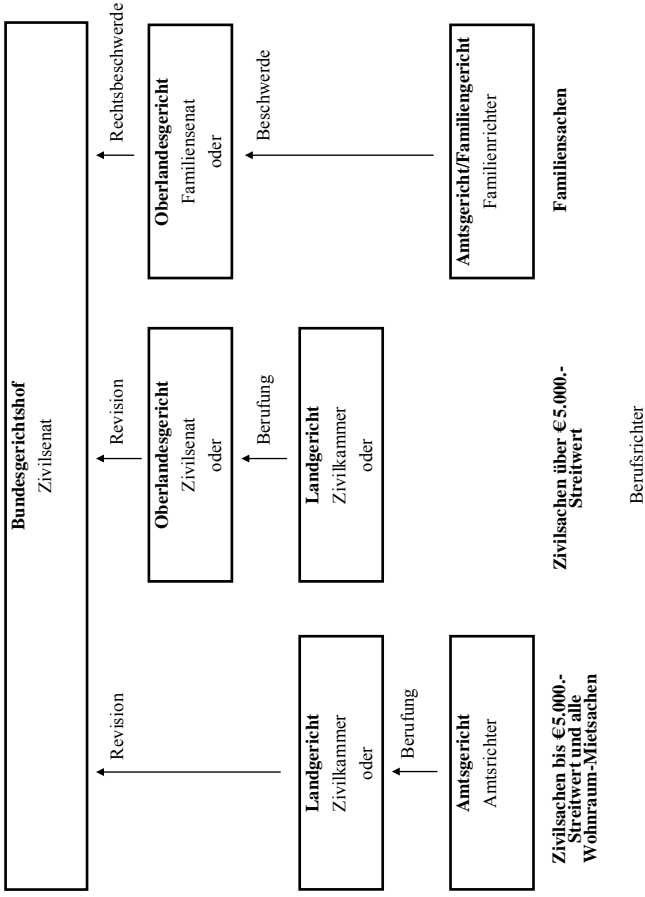 Bundesgerichtshof
Zivilsenat
Revision
Revision
Rechtsbeschwerde
Oberlandesgericht
Zivilsenat
oder
Oberlandesgericht
Familiensenat
oder
Berufung
Beschwerde
Landgericht
Zivilkammer
oder
Landgericht
Zivilkammer
oder
Berufung
Amtsgericht
Amtsrichter
Amtsgericht/Familiengericht
Familienrichter
Zivilsachen bis €5.000.-
Streitwert und alle
Wohnraum-Mietsachen
Zivilsachen über €5.000.-
Streitwert
Familiensachen
Berufsrichter